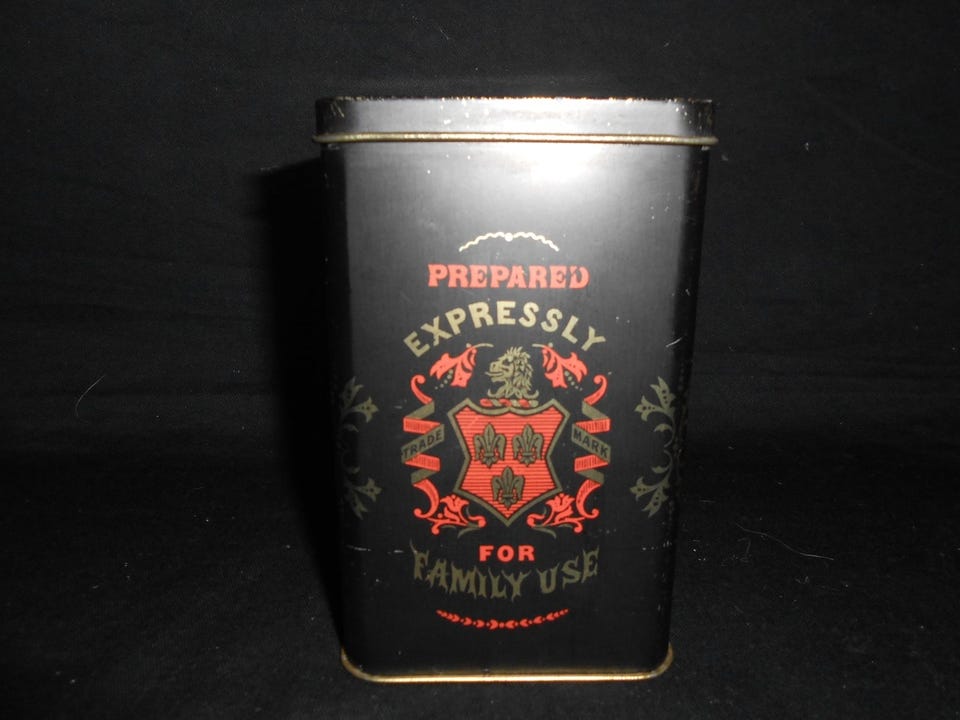 PREPARED
EXPRESSLY
TRADE MARK
FOR
FAMILY USE